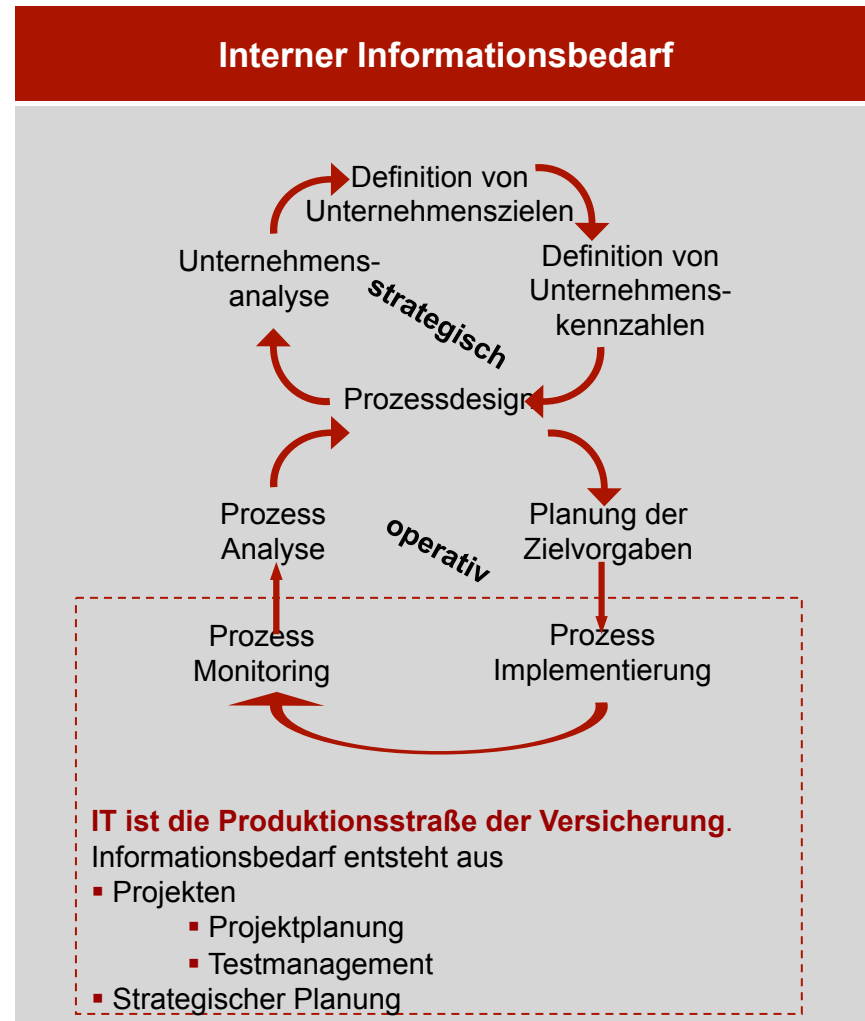 Interner Informationsbedarf
Definition von
Unternehmenszielen
Unternehmens-
analyse
Definition von
Unternehmens-
kennzahlen
strategisch
Prozessdesign
Prozess
Analyse
operativ
Planung der
Zielvorgaben
Prozess
Monitoring
Prozess
Implementierung
IT ist die Produktionsstraße der Versicherung.
Informationsbedarf entsteht aus
▪ Projekten
▪ Projektplanung
▪ Testmanagement
▪ Strategischer Planung